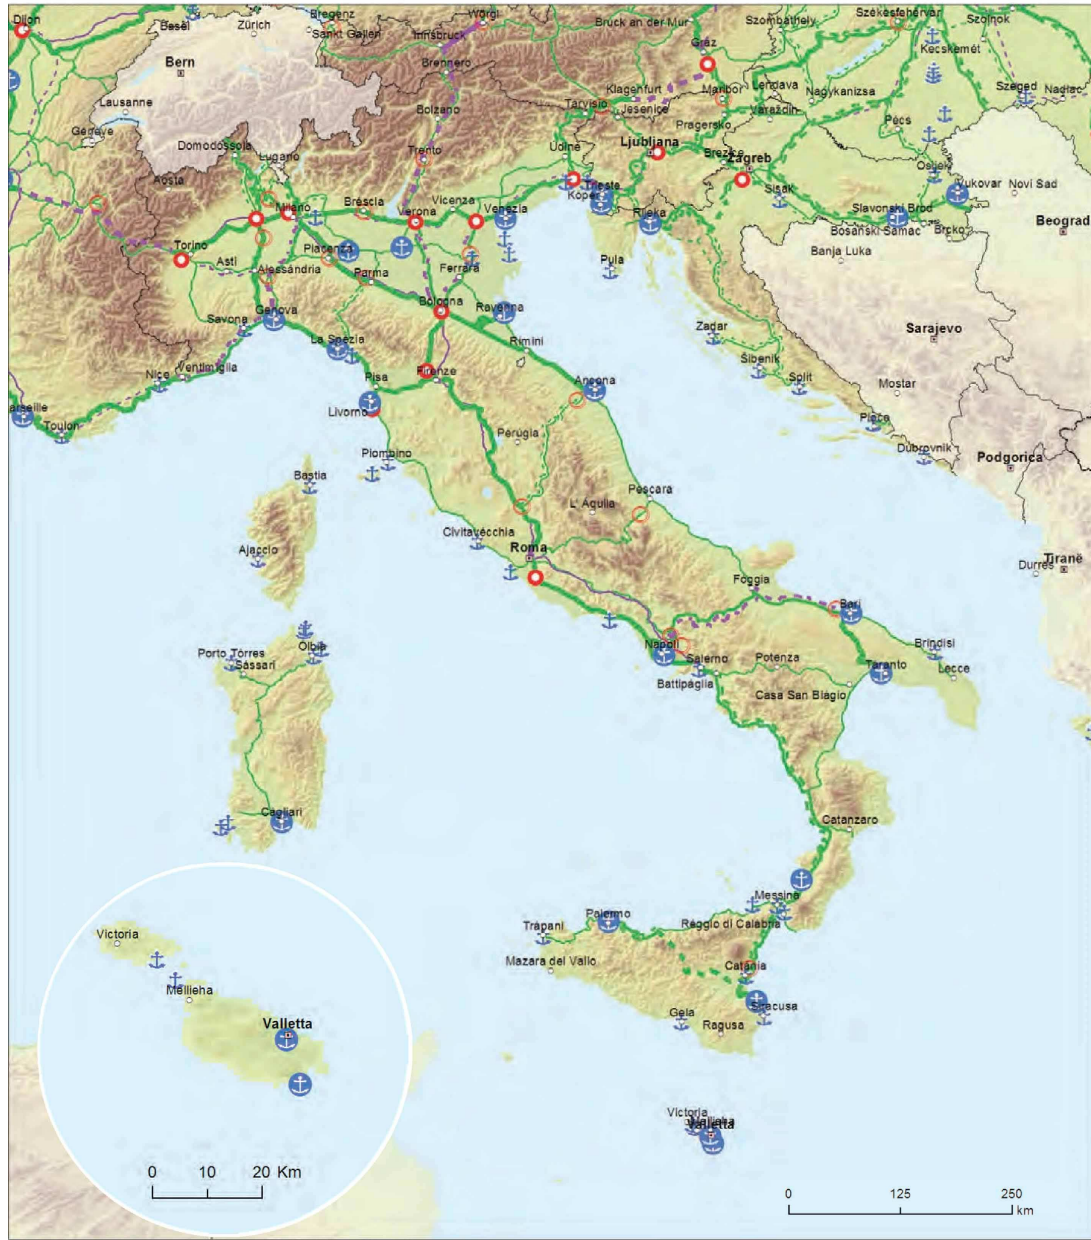 Dijon
Basel
Zürich
Bregenz
Sankt Gallen
Wörgl
Innsbruck
Bruck an der Mur
Szombathely
Székesfehérvár
Szolnok
Bern
Brennero
Graz
Kecskemét
Lausanne
Bolzano
Klagenfurt
Maribor
Lendava
Nagykanizsa
Szeged
Nadlac
Genève
Tarvisio
Jesenice
Varaždin
Pécs
Domodossola
Lugano
Trento
Udine
Ljubljana
Pragersko
Zagreb
Osijek
Aosta
Trieste
Koper
Sisak
Vukovar
Novi Sad
Milano
Brescia
Verona
Vicenza
Venezia
Rijeka
Slavonski Brod
Beograd
Torino
Asti
Piacenza
Bosanski Samac
Brcko
Banja Luka
Alessandria
Parma
Ferrara
Pula
Savona
Genova
Bologna
Ravenna
Zadar
Sarajevo
La Spezia
Rimini
Nice
Ventimiglia
Pisa
Firenze
Ancona
Šibenik
Split
Mostar
Toulon
Livorno
Ploce
Perugia
Dubrovnik
Podgorica
Piombino
Bastia
Pescara
L' Aquila
Ajaccio
Civitavecchia
Roma
Tiranë
Durres
Foggia
Bari
Porto Torres
Sassari
Olbia
Napoli
Salerno
Potenza
Brindisi
Lecce
Battipaglia
Taranto
Casa San Blagio
Cagliari
Catanzaro
Messina
Palermo
Reggio di Calabria
Trapani
Mazara del Vallo
Catania
Siracusa
Gela
Ragusa
Victoria
Mellieha
Valletta
Victoria
Mellieha
Valletta
0 10 20 Km
0 125 250
km